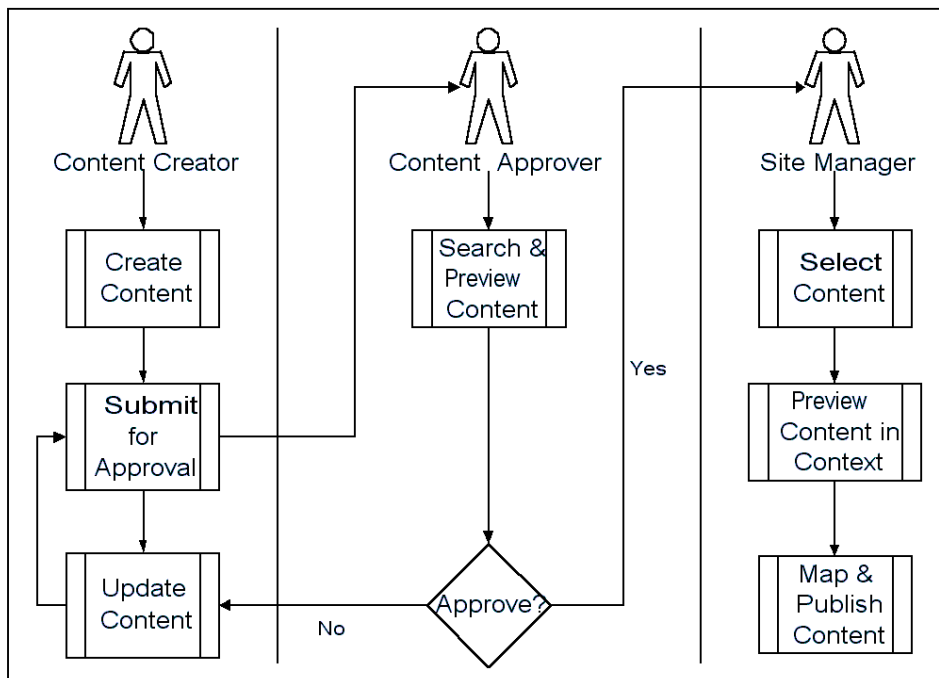 Content Creator
Create
Content
Submit
for
Approval
Update
Content
Content Approver
Search &
Preview
Content
Approve?
No
Yes
Site Manager
Select
Content
Preview
Content in
Context
Map &
Publish
Content